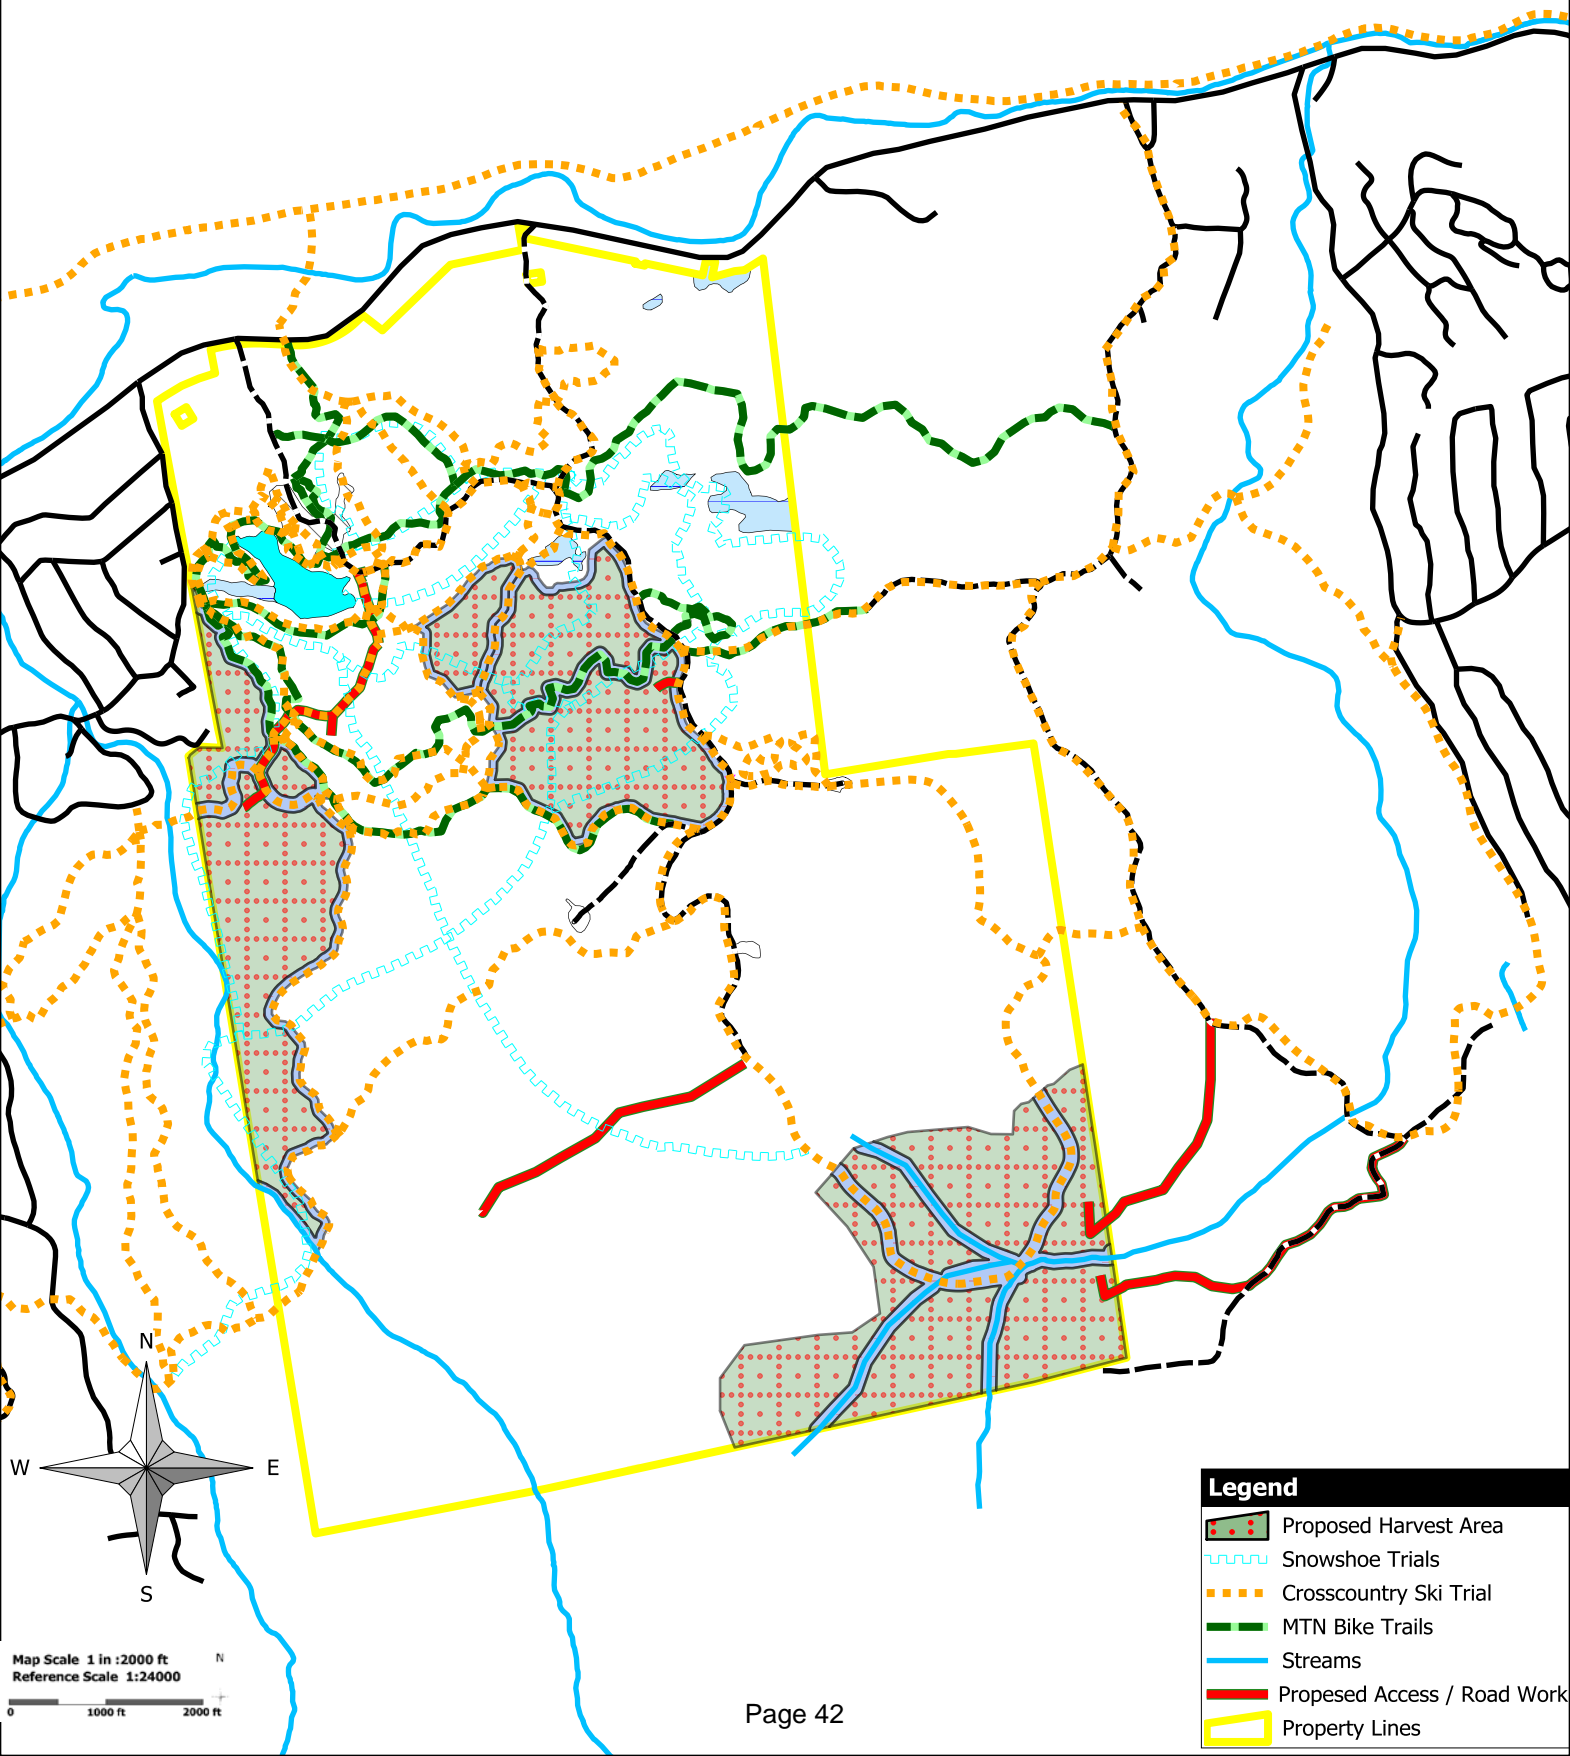 N
W
E
S
Legend
Proposed Harvest Area
Snowshoe Trials
Crosscountry Ski Trial
MTN Bike Trails
Streams
Propesed Access / Road Work
Property Lines
Map Scale 1 in :2000 ft
N
Reference Scale 1:24000
0 1000 ft 2000 ft
Page 42